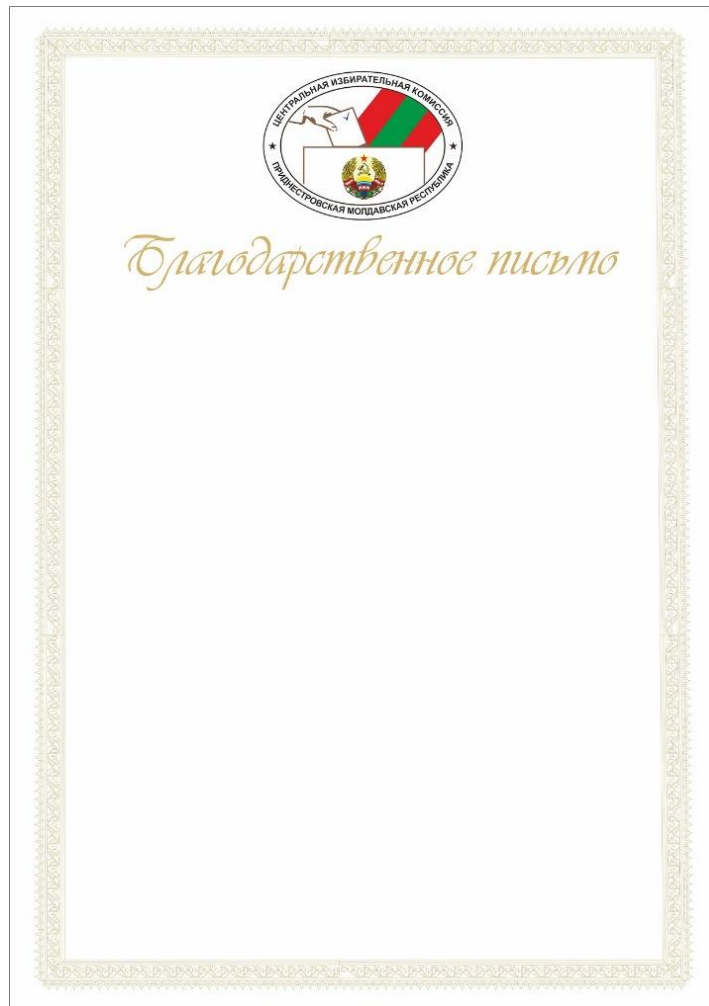 ЦЕНТРАЛЬНАЯ ИЗБИРАТЕЛЬНАЯ КОМИССИЯ
ПРИДНЕСТРОВСКАЯ МОЛДАВСКАЯ РЕСПУБЛИКА
Благодарственное письмо